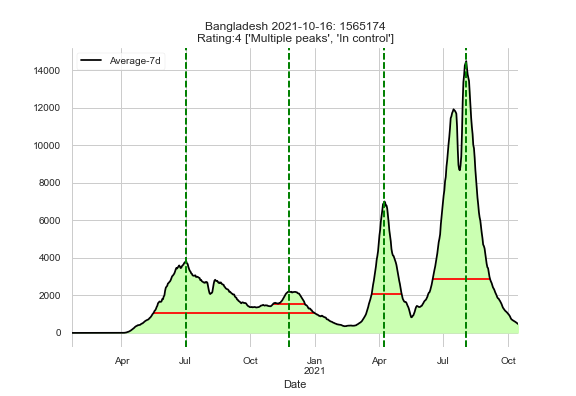 Bangladesh 2021-10-16: 1565174
Rating:4 ['Multiple peaks', 'In control']
Average-7d
14000
12000
10000
8000
6000
4000
2000
0
Apr Jul Oct Jan Apr Jul Oct
2021
Date